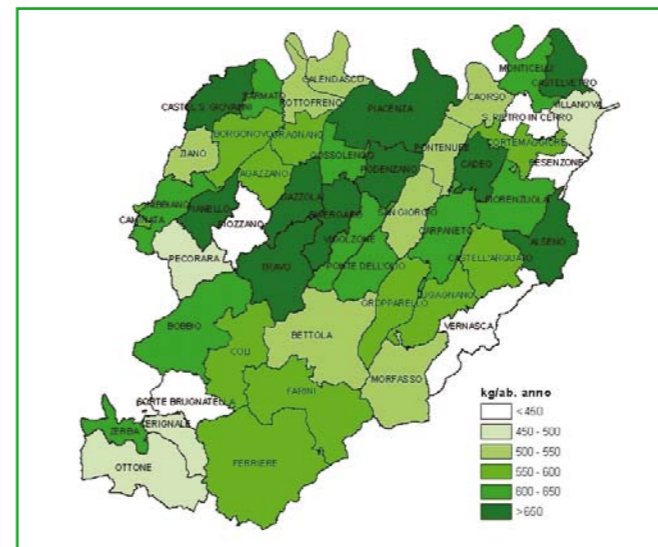 MONTICELLI
CASTELVETRO
CALENDASCO
SARMATO
CASTEL S. GIOVANNI
ROTTOFRENO
PIACENZA
CAORSO
VILLANOVA
S. PIETRO IN CERRO
BORGONOVO
GRAGNANO
PONTENURE
CORTEMAGGIORE
ZIANO
GOSSOLENGO
BESENZONE
AGAZZANO
PODENZANO
CADEO
GAZZOLA
FIORENZUOLA
NIBBIANO
PIANELLO
RIVERGARO
SAN GIORGIO
CAMINATA
PIOZZANO
VIGOLZONE
CARPANETO
ALSENO
PECORARA
TRAVO
PONTE DELL'OLIO
CASTELL'ARQUATO
GROPPARELLO
LUGAGNANO
BOBBIO
BETTOLA
VERNASCA
COLI
MORFASSO
FARINI
CORTE BRUGNATELLA
ZERBA
CERIGNALE
OTTONE
FERRIERE
kg/ab. anno
< 450
450 - 500
500 - 550
550 - 600
600 - 650
>650